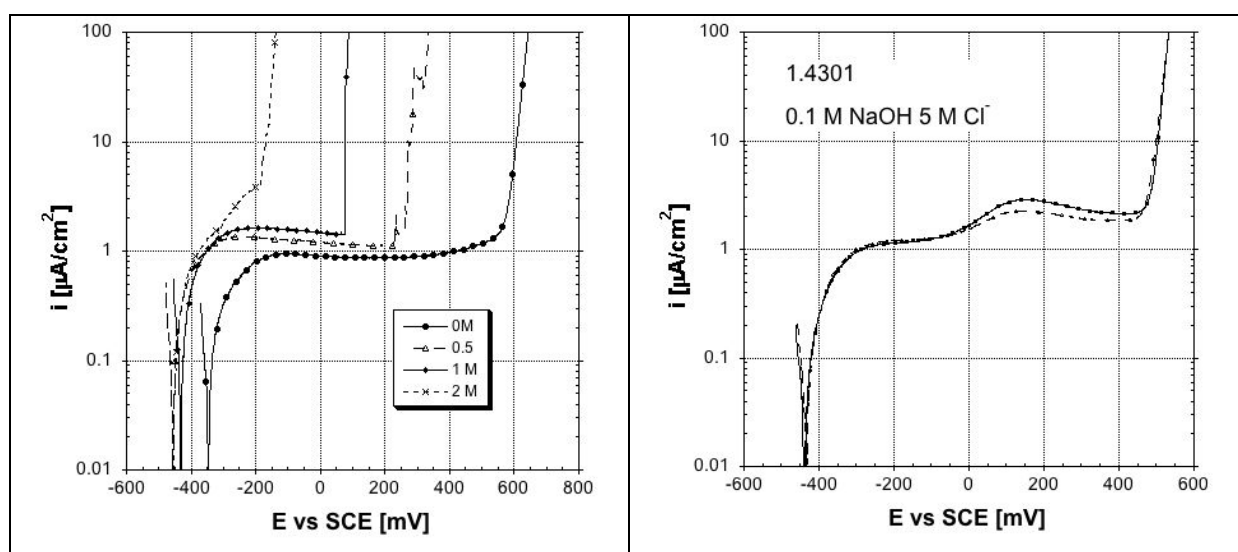 100
10
1
0.1
0.01
i [µA/cm²]
0M
0.5
1 M
2 M
-600 -400 -200 0 200 400 600 800
E vs SCE [mV]
100
10
1
0.1
0.01
i [µA/cm²]
1.4301
0.1 M NaOH 5 M Cl⁻
-600 -400 -200 0 200 400 600
E vs SCE [mV]